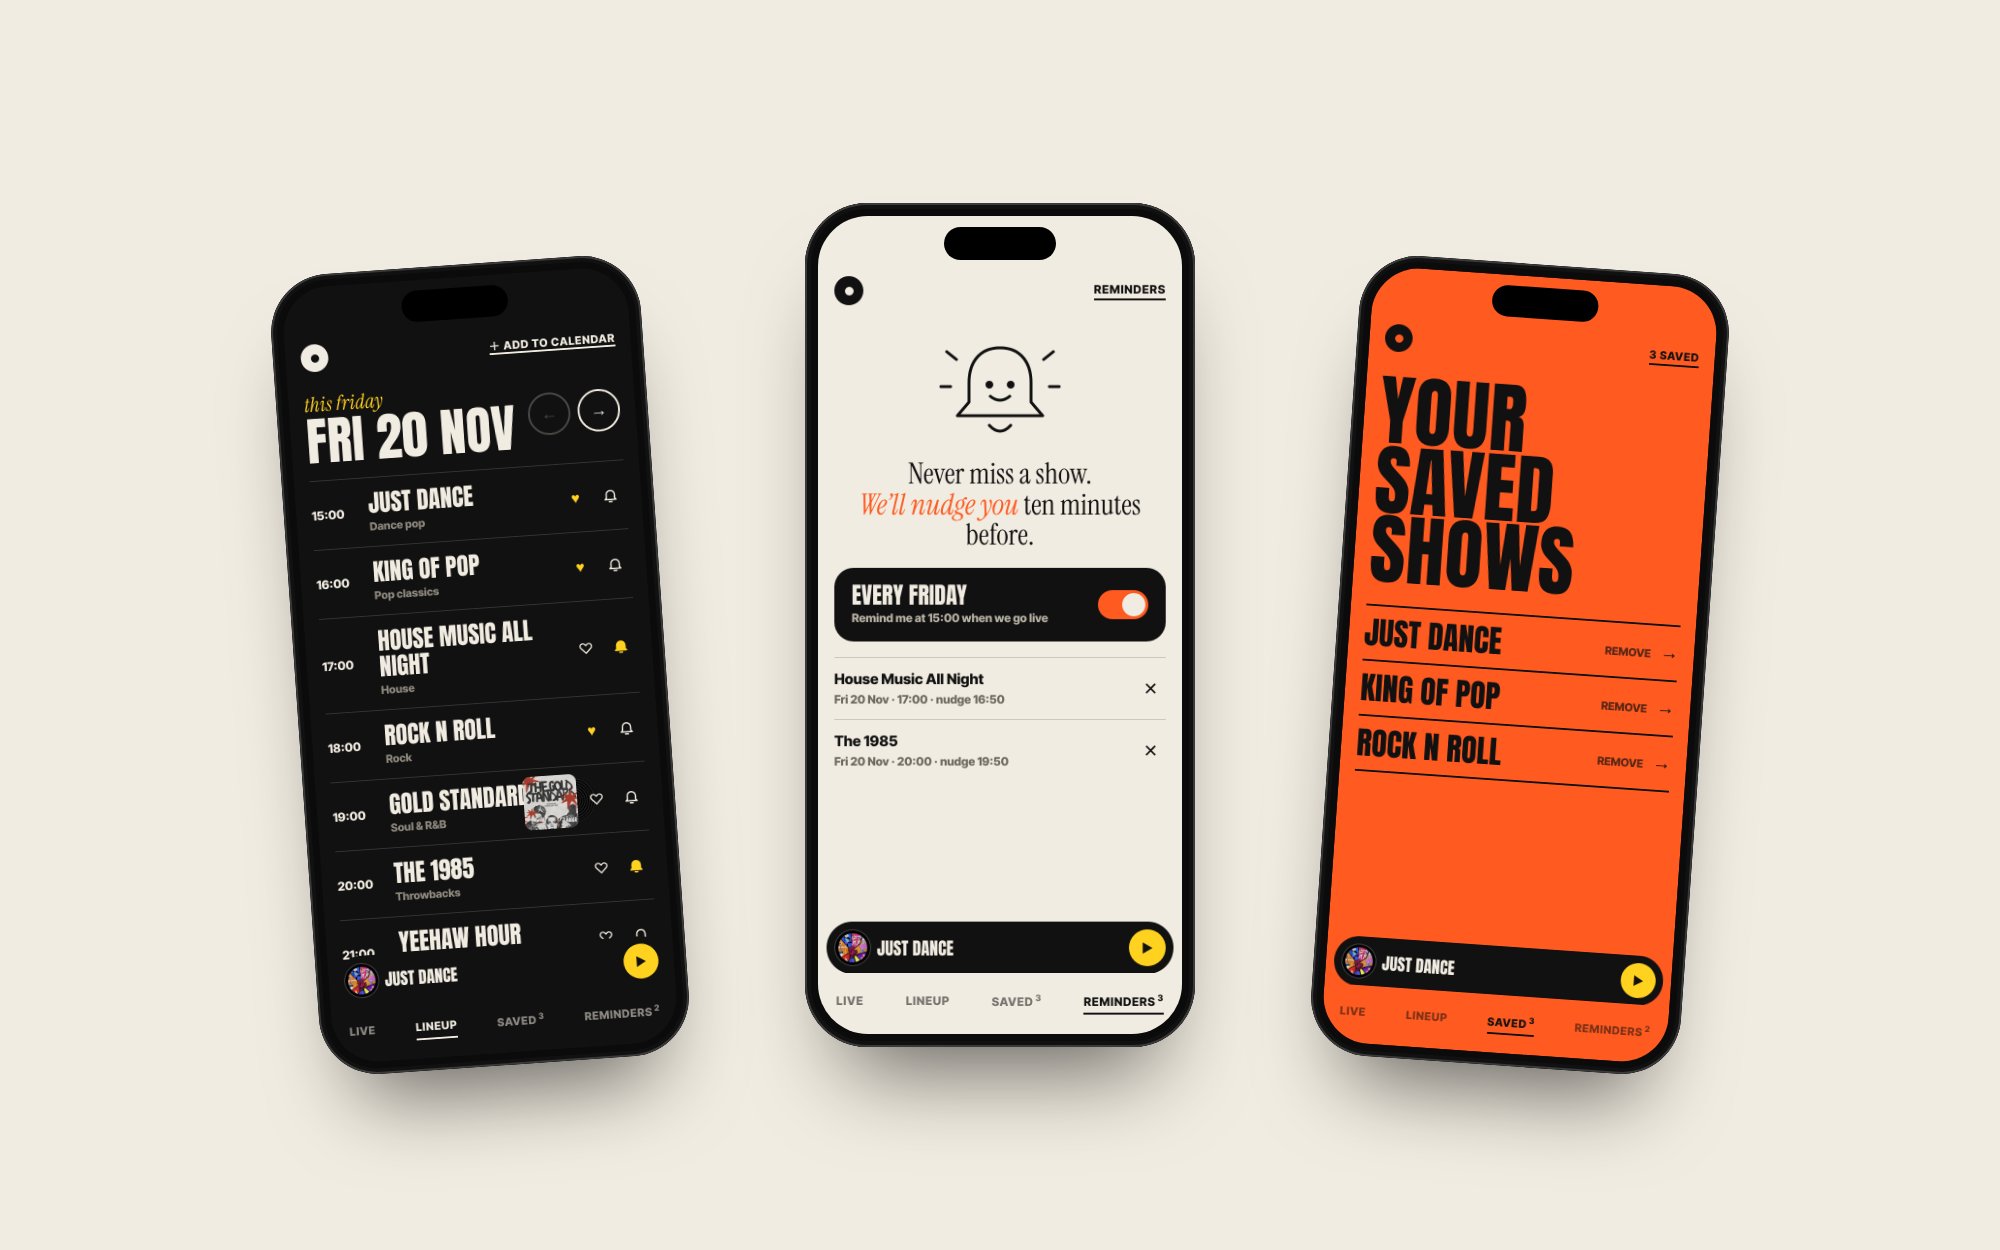 + ADD TO CALENDAR
this friday
FRI 20 NOV
← →
15:00 JUST DANCE
Dance pop
16:00 KING OF POP
Pop classics
17:00 HOUSE MUSIC ALL
NIGHT
House
18:00 ROCK N ROLL
Rock
19:00 GOLD STANDARD
Soul & R&B
THE GOLD
STANDARD
20:00 THE 1985
Throwbacks
21:00 YEEHAW HOUR
JUST DANCE
LIVE LINEUP SAVED 3 REMINDERS 2
REMINDERS
Never miss a show.
We'll nudge you ten minutes
before.
EVERY FRIDAY
Remind me at 15:00 when we go live
House Music All Night
Fri 20 Nov · 17:00 · nudge 16:50
The 1985
Fri 20 Nov · 20:00 · nudge 19:50
JUST DANCE
LIVE LINEUP SAVED 3 REMINDERS 3
3 SAVED
YOUR
SAVED
SHOWS
JUST DANCE REMOVE →
KING OF POP REMOVE →
ROCK N ROLL REMOVE →
JUST DANCE
LIVE LINEUP SAVED 3 REMINDERS 2